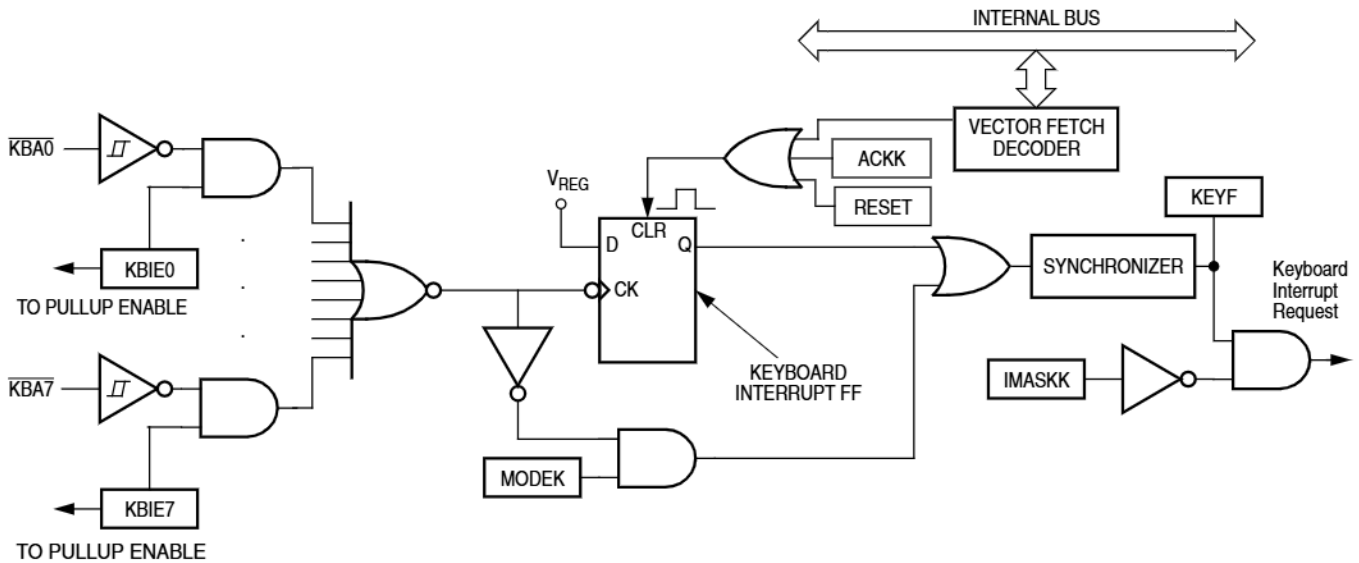 INTERNAL BUS
VECTOR FETCH
DECODER
ACKK
RESET
KBA0
VREG
KEYF
CLR
D
Q
KBIE0
TO PULLUP ENABLE
CK
SYNCHRONIZER
Keyboard
Interrupt
Request
KEYBOARD
INTERRUPT FF
KBA7
IMASKK
MODEK
KBIE7
TO PULLUP ENABLE